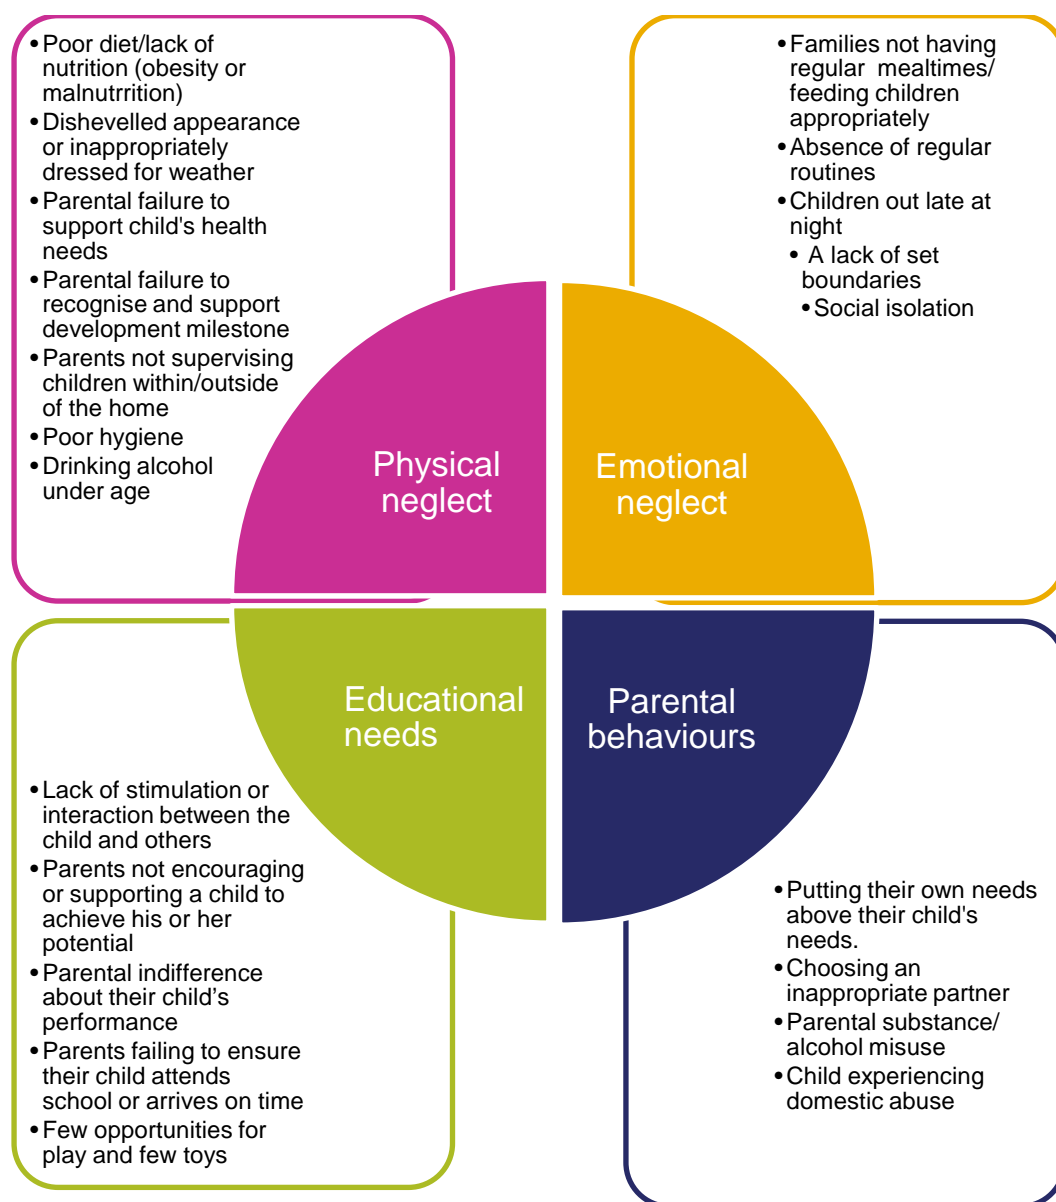 •Poor diet/lack of
nutrition (obesity or
malnutrrition)
•Dishevelled appearance
or inappropriately
dressed for weather
•Parental failure to
support child's health
needs
•Parental failure to
recognise and support
development milestone
•Parents not supervising
children within/outside
of the home
•Poor hygiene
•Drinking alcohol
under age
Physical
neglect
•Families not having
regular mealtimes/
feeding children
appropriately
•Absence of regular
routines
•Children out late at
night
• A lack of set
boundaries
•Social isolation
Emotional
neglect
Educational
needs
•Lack of stimulation or
interaction between the
child and others
•Parents not encouraging
or supporting a child to
achieve his or her
potential
•Parental indifference
about their child’s
performance
•Parents failing to ensure
their child attends
school or arrives on time
•Few opportunities for
play and few toys
Parental
behaviours
•Putting their own needs
above their child's
needs.
•Choosing an
inappropriate partner
•Parental substance/
alcohol misuse
•Child experiencing
domestic abuse